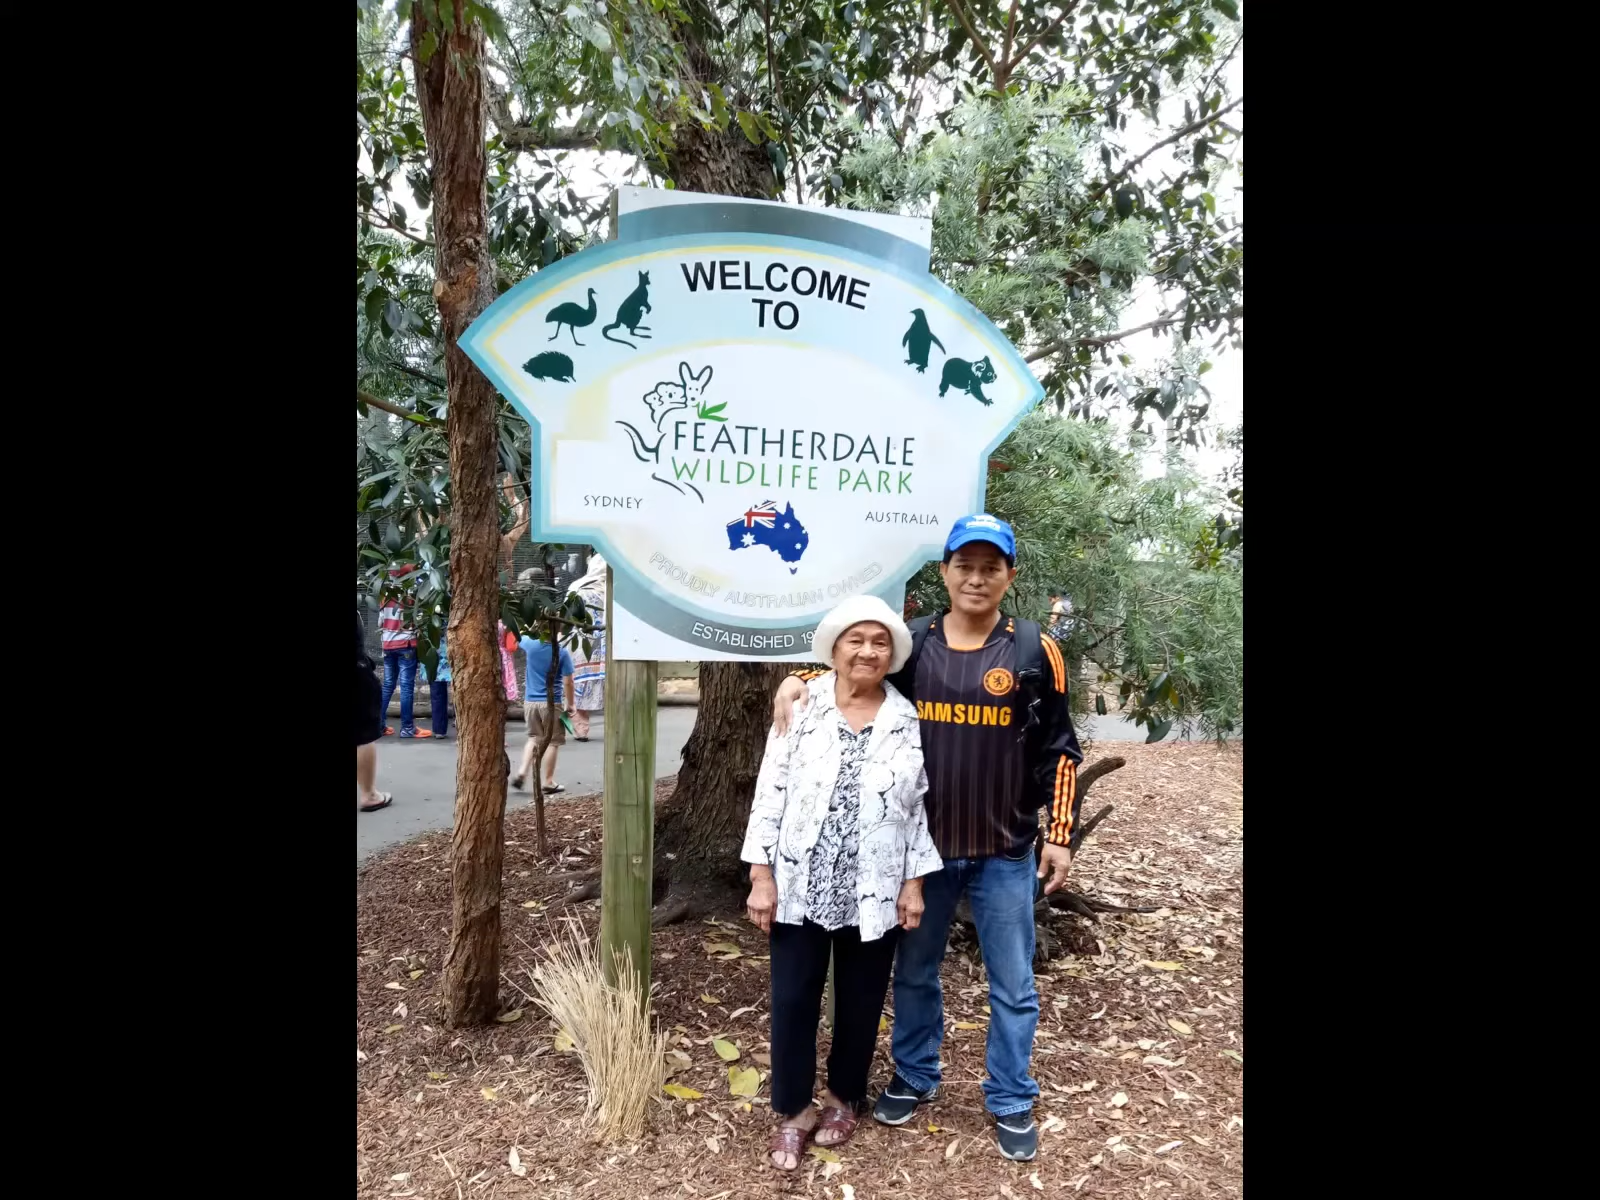 WELCOME
TO
FEATHERDALE
WILDLIFE PARK
SYDNEY
AUSTRALIA
PROUDLY AUSTRALIAN OWNED
ESTABLISHED
SAMSUNG